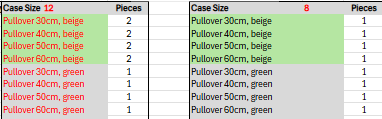 Case Size 12 Pieces
Pullover 30cm, beige 2
Pullover 40cm, beige 2
Pullover 50cm, beige 2
Pullover 60cm, beige 2
Pullover 30cm, green 1
Pullover 40cm, green 1
Pullover 50cm, green 1
Pullover 60cm, green 1
Case Size 8 Pieces
Pullover 30cm, beige 1
Pullover 40cm, beige 1
Pullover 50cm, beige 1
Pullover 60cm, beige 1
Pullover 30cm, green 1
Pullover 40cm, green 1
Pullover 50cm, green 1
Pullover 60cm, green 1